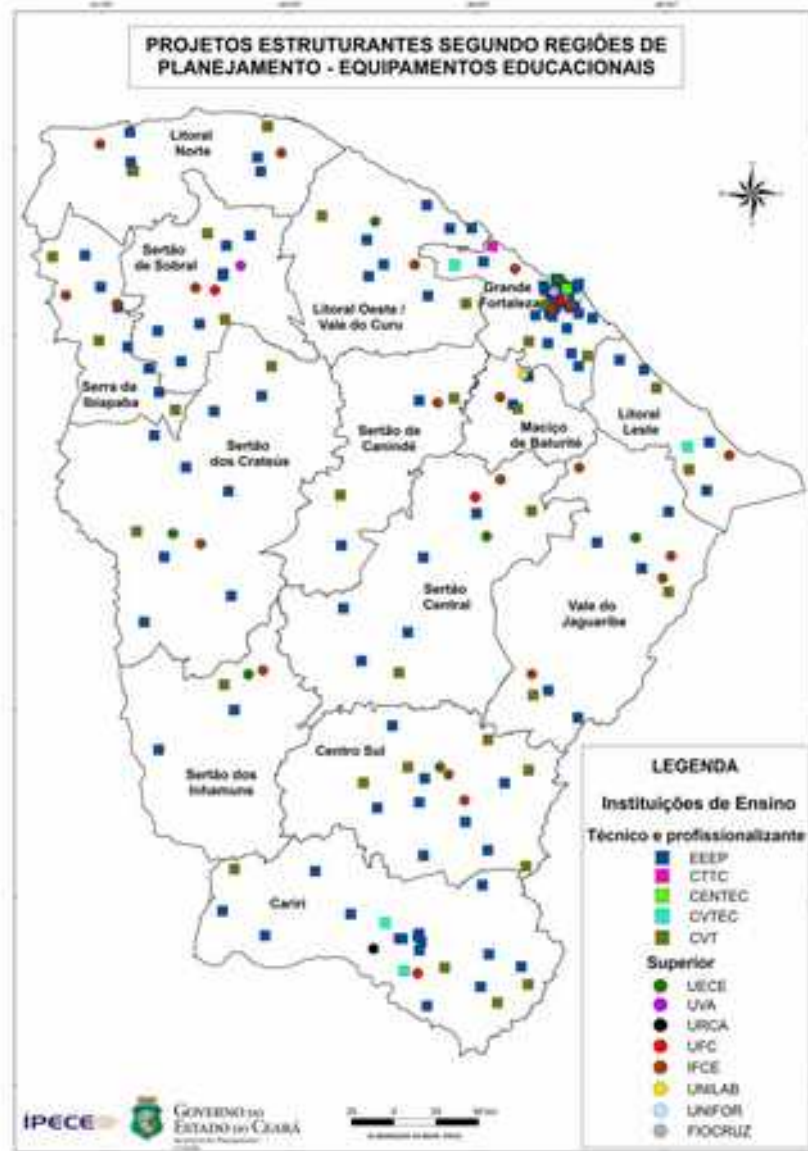 PROJETOS ESTRUTURANTES SEGUNDO REGIÕES DE
PLANEJAMENTO - EQUIPAMENTOS EDUCACIONAIS
Litoral
Norte
Sertão
de Sobral
Litoral Oeste /
Vale do Curu
Grande
Fortaleza
Serra da
Ibiapaba
Sertão
dos Crateús
Sertão de
Canindé
Maciço
de Baturité
Litoral
Leste
Sertão
Central
Vale do
Jaguaribe
Sertão dos
Inhamuns
Centro Sul
Cariri
LEGENDA
Instituições de Ensino
Técnico e profissionalizante
EEEP
CTTC
CENTEC
CVTEC
CVT
Superior
UECE
UVA
URCA
UFC
IFCE
UNILAB
UNIFOR
FIOCRUZ
IPECE
GOVERNO DO
ESTADO DO CEARÁ